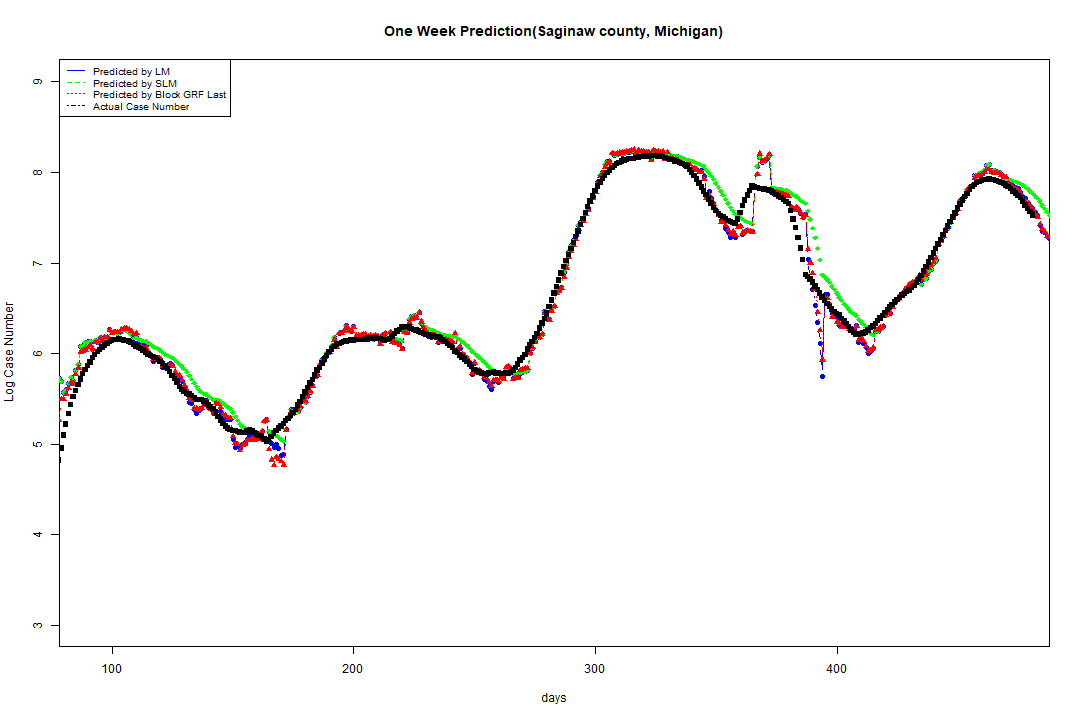 One Week Prediction(Saginaw county, Michigan)
Predicted by LM
Predicted by SLM
Predicted by Block GRF Last
Actual Case Number
9
8
7
6
5
4
3
Log Case Number
100 200 300 400
days